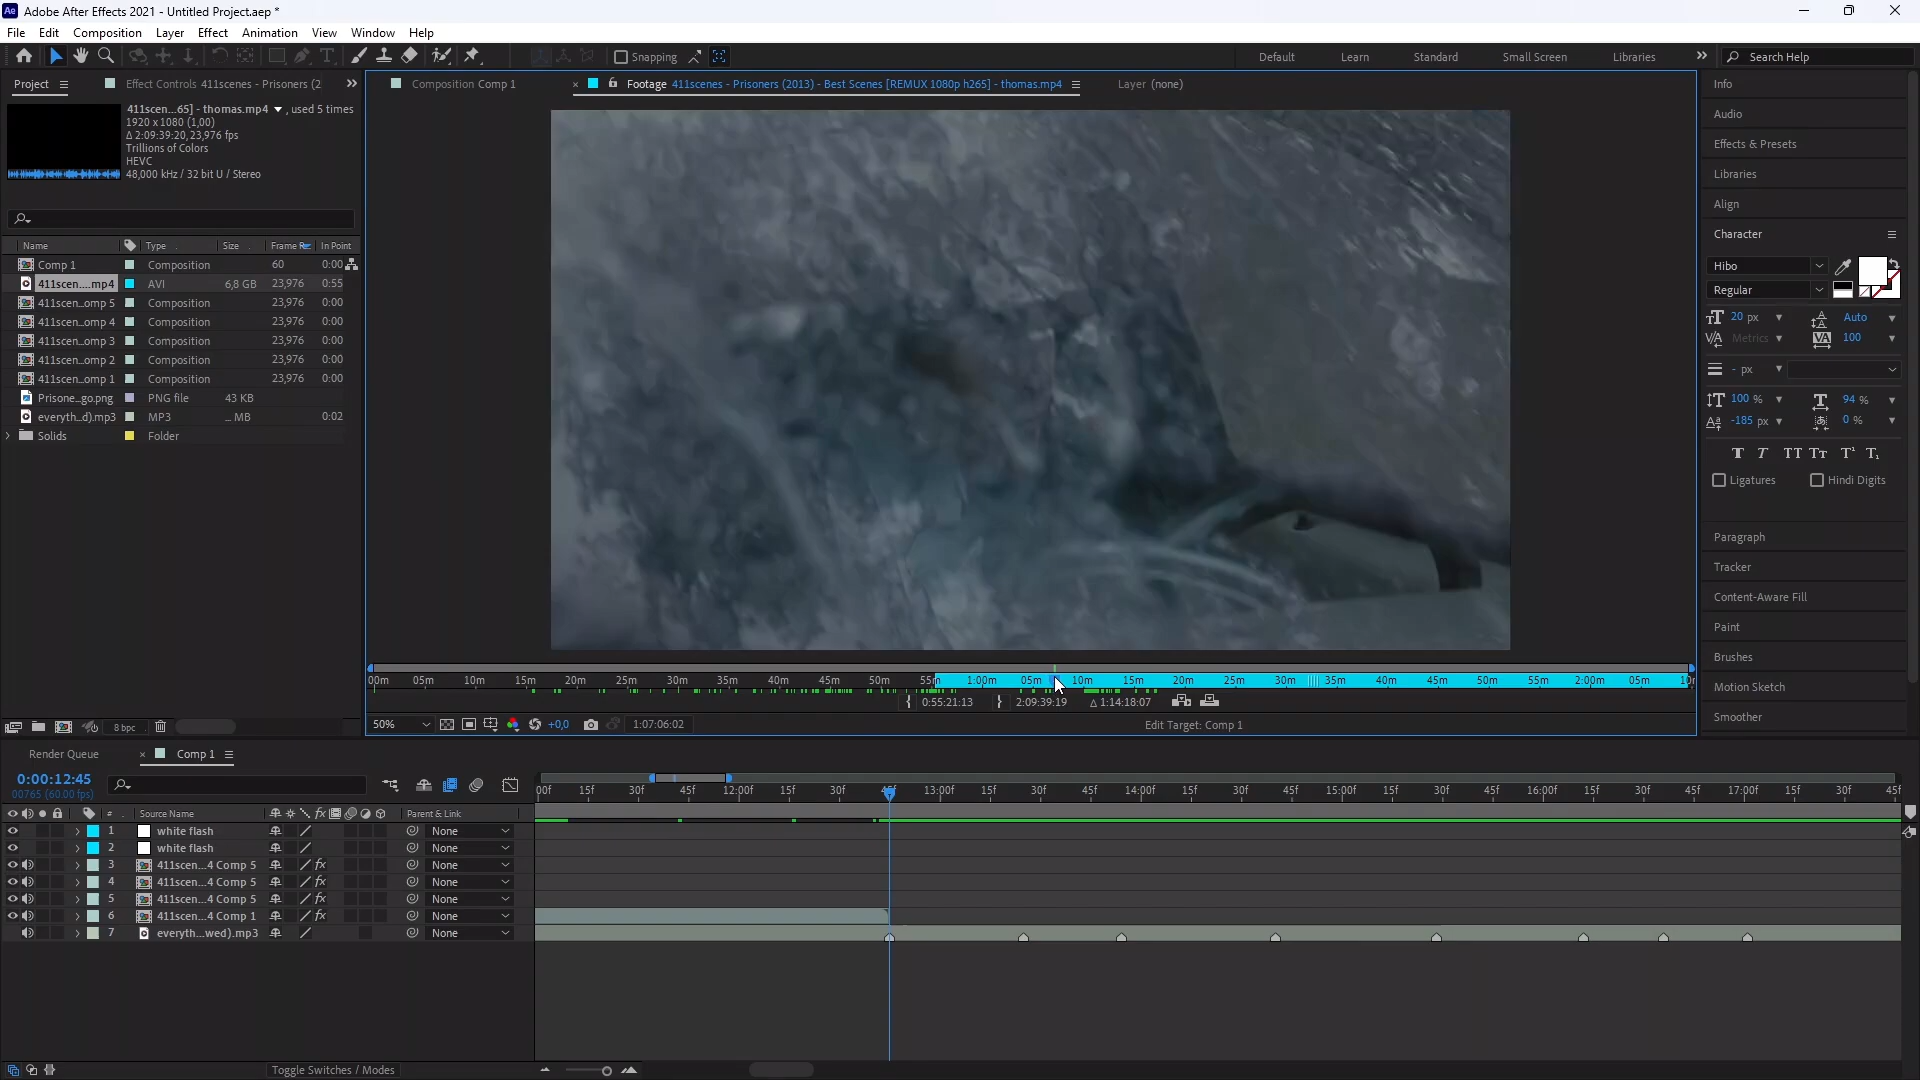 Adobe After Effects 2021 - Untitled Project.aep *
File Edit Composition Layer Effect Animation View Window Help
Snapping
Default Learn Standard Small Screen Libraries Search Help
Project Effect Controls 411scenes - Prisoners (2
Composition Comp 1
Footage 411scenes - Prisoners (2013) - Best Scenes [REMUX 1080p h265] - thomas.mp4
Layer (none)
411scen...65] - thomas.mp4 , used 5 times
1920 x 1080 (1,00)
Δ 2:09:39:20, 23,976 fps
Trillions of Colors
HEVC
48,000 kHz / 32 bit U / Stereo
Name Type Size Frame R... In Point
Comp 1 Composition 60 0:00
411scen....mp4 AVI 6,8 GB 23,976 0:55
411scen...omp 5 Composition 23,976 0:00
411scen...omp 4 Composition 23,976 0:00
411scen...omp 3 Composition 23,976 0:00
411scen...omp 2 Composition 23,976 0:00
411scen...omp 1 Composition 23,976 0:00
Prisone...go.png PNG file 43 KB
everyth...d).mp3 MP3 ... MB 0:02
Solids Folder
8 bpc
00m 05m 10m 15m 20m 25m 30m 35m 40m 45m 50m 55m 1:00m 05m 10m 15m 20m 25m 30m 35m 40m 45m 50m 55m 2:00m 05m 10m
0:55:21:13 2:09:39:19 Δ 1:14:18:07
50% +0,0 1:07:06:02 Edit Target: Comp 1
Info
Audio
Effects & Presets
Libraries
Align
Character
Hibo
Regular
20 px Auto
Metrics 100
- px
100 % 94 %
-185 px 0 %
T T TT Tt T¹ T₁
Ligatures Hindi Digits
Paragraph
Tracker
Content-Aware Fill
Paint
Brushes
Motion Sketch
Smoother
Render Queue Comp 1
0:00:12:45
00765 (60.00 fps)
00f 15f 30f 45f 12:00f 15f 30f 45f 13:00f 15f 30f 45f 14:00f 15f 30f 45f 15:00f 15f 30f 45f 16:00f 15f 30f 45f 17:00f 15f 30f 45f
# Source Name Parent & Link
1 white flash None
2 white flash None
3 411scen...4 Comp 5 fx None
4 411scen...4 Comp 5 fx None
5 411scen...4 Comp 5 fx None
6 411scen...4 Comp 1 fx None
7 everyth...wed).mp3 None
Toggle Switches / Modes